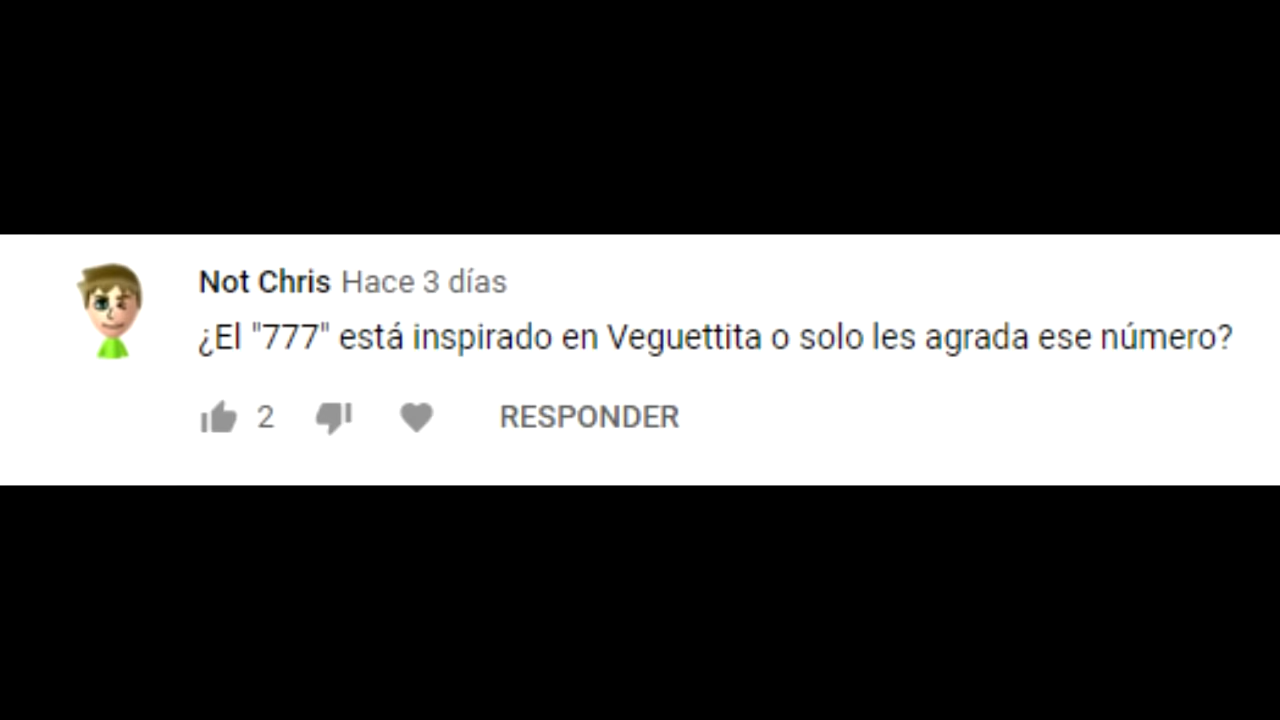 Not Chris Hace 3 días
¿El "777" está inspirado en Veguettita o solo les agrada ese número?
2 RESPONDER